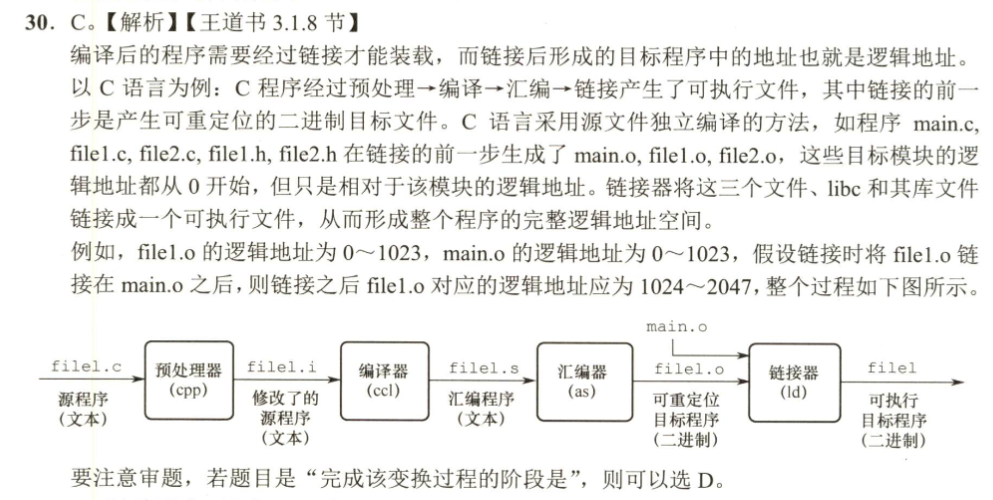 30. C。【解析】【王道书 3.1.8 节】
编译后的程序需要经过链接才能装载，而链接后形成的目标程序中的地址也就是逻辑地址。
以 C 语言为例：C 程序经过预处理→编译→汇编→链接产生了可执行文件，其中链接的前一
步是产生可重定位的二进制目标文件。C 语言采用源文件独立编译的方法，如程序 main.c,
file1.c, file2.c, file1.h, file2.h 在链接的前一步生成了 main.o, file1.o, file2.o，这些目标模块的逻
辑地址都从 0 开始，但只是相对于该模块的逻辑地址。链接器将这三个文件、libc 和其库文件
链接成一个可执行文件，从而形成整个程序的完整逻辑地址空间。
例如，file1.o 的逻辑地址为 0～1023，main.o 的逻辑地址为 0～1023，假设链接时将 file1.o 链
接在 main.o 之后，则链接之后 file1.o 对应的逻辑地址应为 1024～2047，整个过程如下图所示。
main.o
file1.c
源程序
(文本)
预处理器
(cpp)
file1.i
修改了的
源程序
(文本)
编译器
(ccl)
file1.s
汇编程序
(文本)
汇编器
(as)
file1.o
可重定位
目标程序
(二进制)
链接器
(ld)
file1
可执行
目标程序
(二进制)
要注意审题，若题目是“完成该变换过程的阶段是”，则可以选 D。